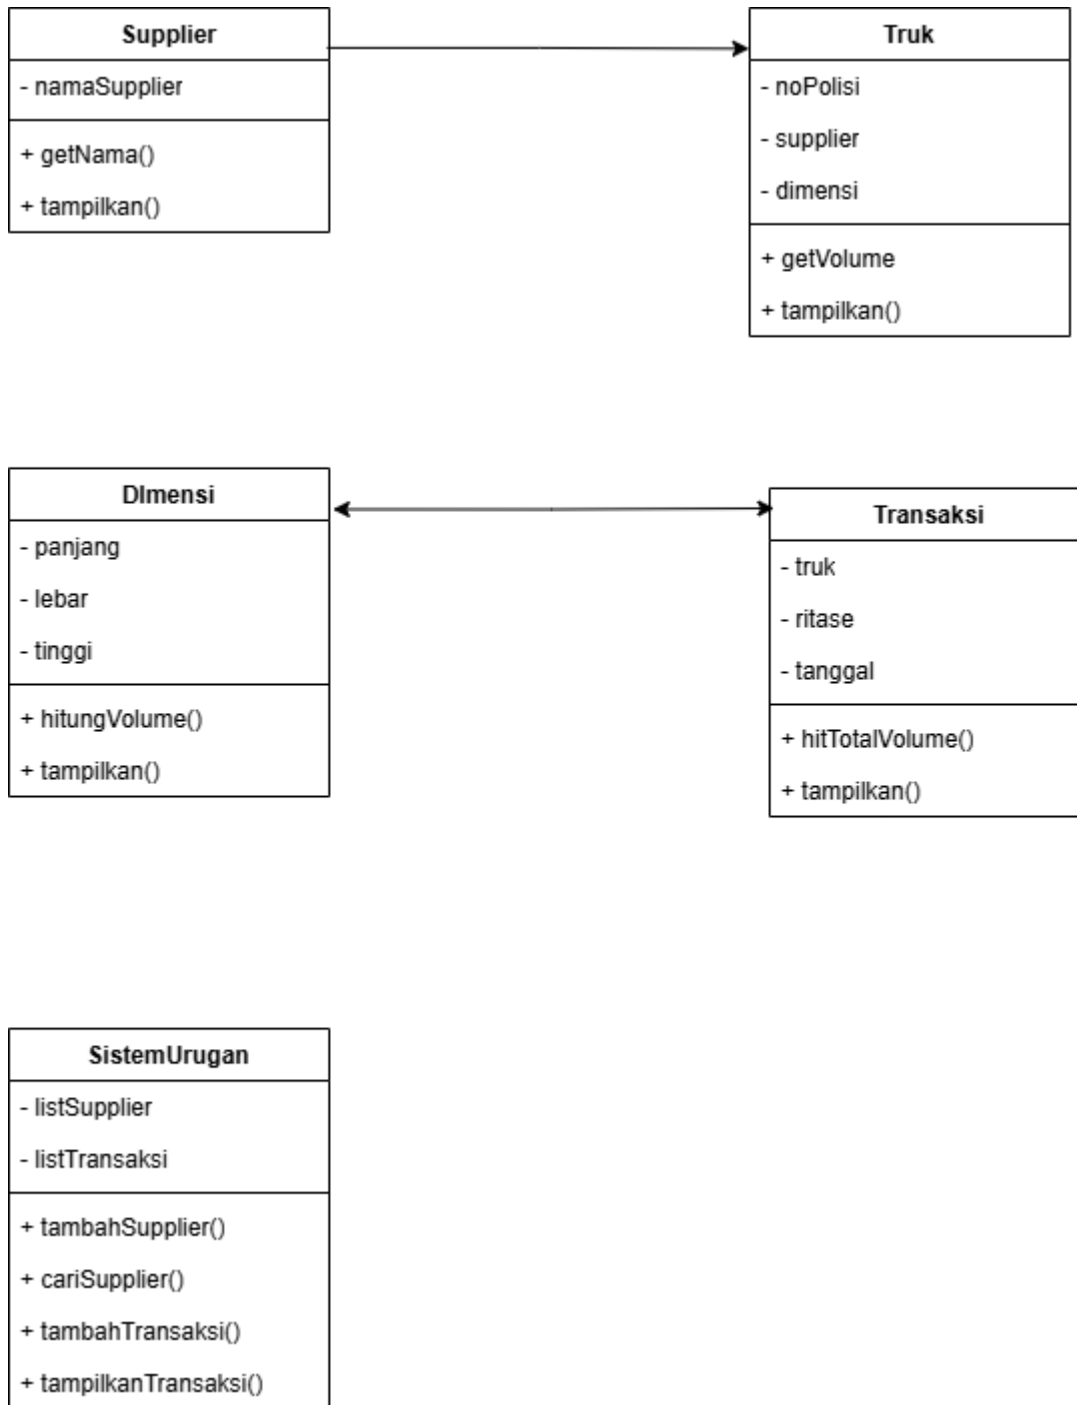 Supplier
- namaSupplier
+ getNama()
+ tampilkan()
Truk
- noPolisi
- supplier
- dimensi
+ getVolume
+ tampilkan()
DImensi
- panjang
- lebar
- tinggi
+ hitungVolume()
+ tampilkan()
Transaksi
- truk
- ritase
- tanggal
+ hitTotalVolume()
+ tampilkan()
SistemUrugan
- listSupplier
- listTransaksi
+ tambahSupplier()
+ cariSupplier()
+ tambahTransaksi()
+ tampilkanTransaksi()